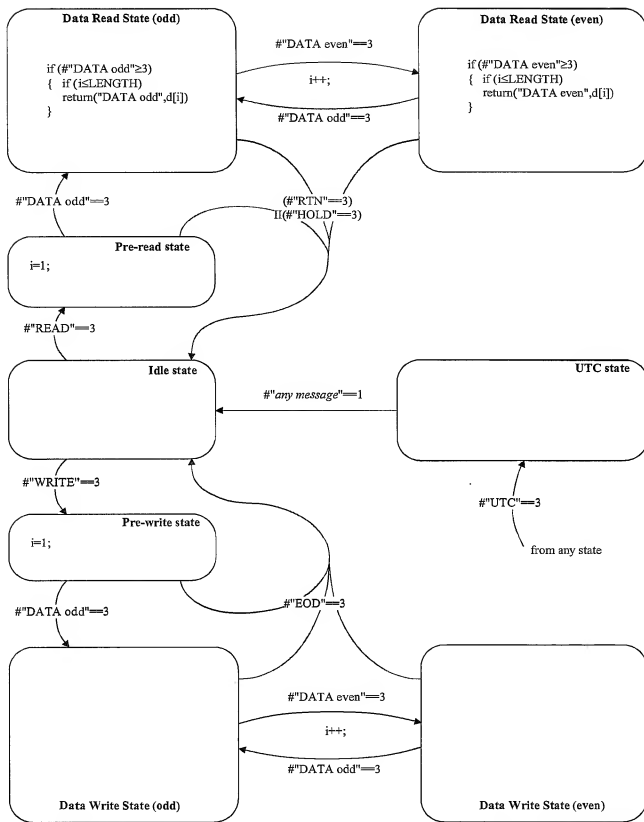 Data Read State (odd)
Data Read State (even)
#"DATA even"==3
if (#"DATA odd"≥3)
{ if (i≤LENGTH)
return("DATA odd",d[i])
}
i++;
if (#"DATA even"≥3)
{ if (i≤LENGTH)
return("DATA even",d[i])
}
#"DATA odd"==3
#"DATA odd"==3
(#"RTN"==3)
II(#"HOLD"==3)
Pre-read state
i=1;
#"READ"==3
Idle state
UTC state
#"any message"==1
#"WRITE"==3
#"UTC"==3
Pre-write state
i=1;
from any state
#"EOD"==3
#"DATA odd"==3
#"DATA even"==3
i++;
#"DATA odd"==3
Data Write State (odd)
Data Write State (even)